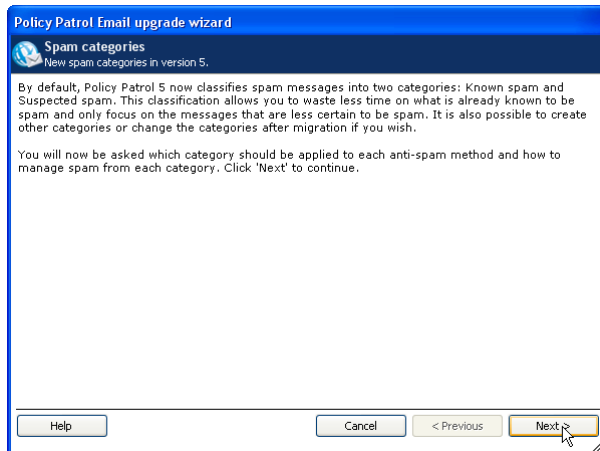 Policy Patrol Email upgrade wizard
Spam categories
New spam categories in version 5.
By default, Policy Patrol 5 now classifies spam messages into two categories: Known spam and
Suspected spam. This classification allows you to waste less time on what is already known to be
spam and only focus on the messages that are less certain to be spam. It is also possible to create
other categories or change the categories after migration if you wish.
You will now be asked which category should be applied to each anti-spam method and how to
manage spam from each category. Click 'Next' to continue.
Help
Cancel
< Previous
Next >